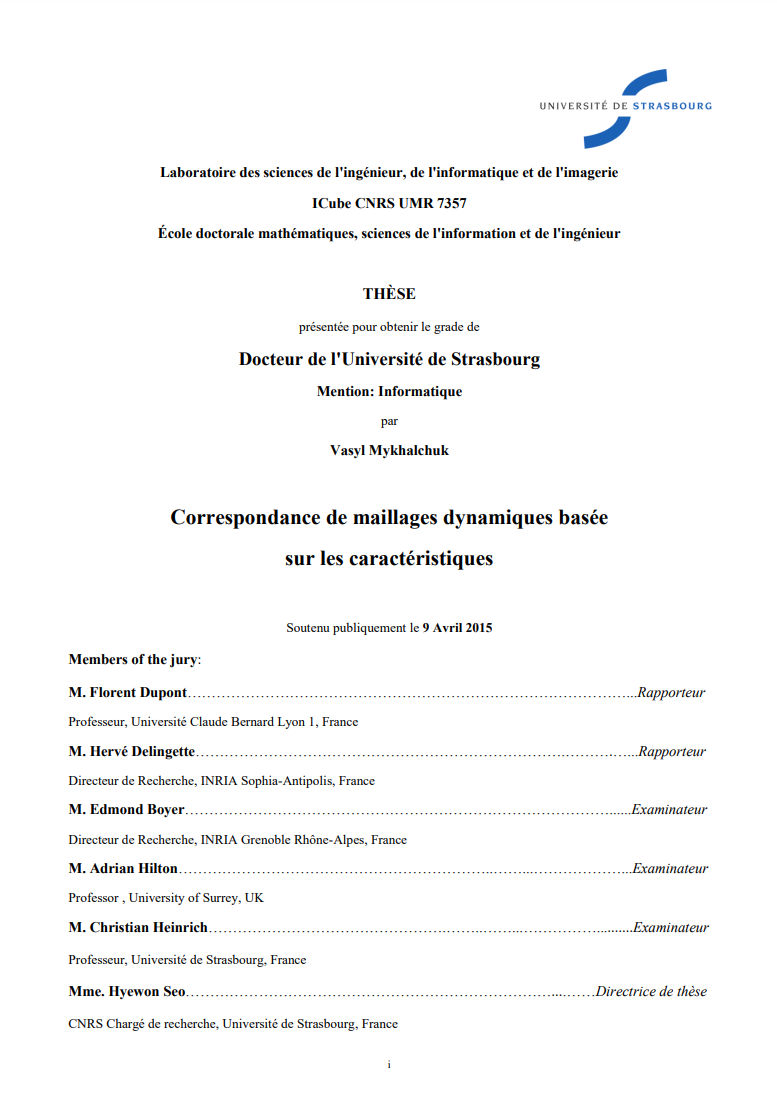 UNIVERSITÉ DE STRASBOURG
Laboratoire des sciences de l'ingénieur, de l'informatique et de l'imagerie
ICube CNRS UMR 7357
École doctorale mathématiques, sciences de l'information et de l'ingénieur
THÈSE
présentée pour obtenir le grade de
Docteur de l'Université de Strasbourg
Mention: Informatique
par
Vasyl Mykhalchuk
Correspondance de maillages dynamiques basée
sur les caractéristiques
Soutenu publiquement le 9 Avril 2015
Members of the jury:
M. Florent Dupont……………………………………………………………………………...Rapporteur
Professeur, Université Claude Bernard Lyon 1, France
M. Hervé Delingette…………………………………………………………………….……….…..Rapporteur
Directeur de Recherche, INRIA Sophia-Antipolis, France
M. Edmond Boyer…………………………………………………………………………......Examinateur
Directeur de Recherche, INRIA Grenoble Rhône-Alpes, France
M. Adrian Hilton………………………………………………………..……..………………...Examinateur
Professor , University of Surrey, UK
M. Christian Heinrich………………………………………………..……..……………..........Examinateur
Professeur, Université de Strasbourg, France
Mme. Hyewon Seo…………………………………………………………………...……Directrice de thèse
CNRS Chargé de recherche, Université de Strasbourg, France
i